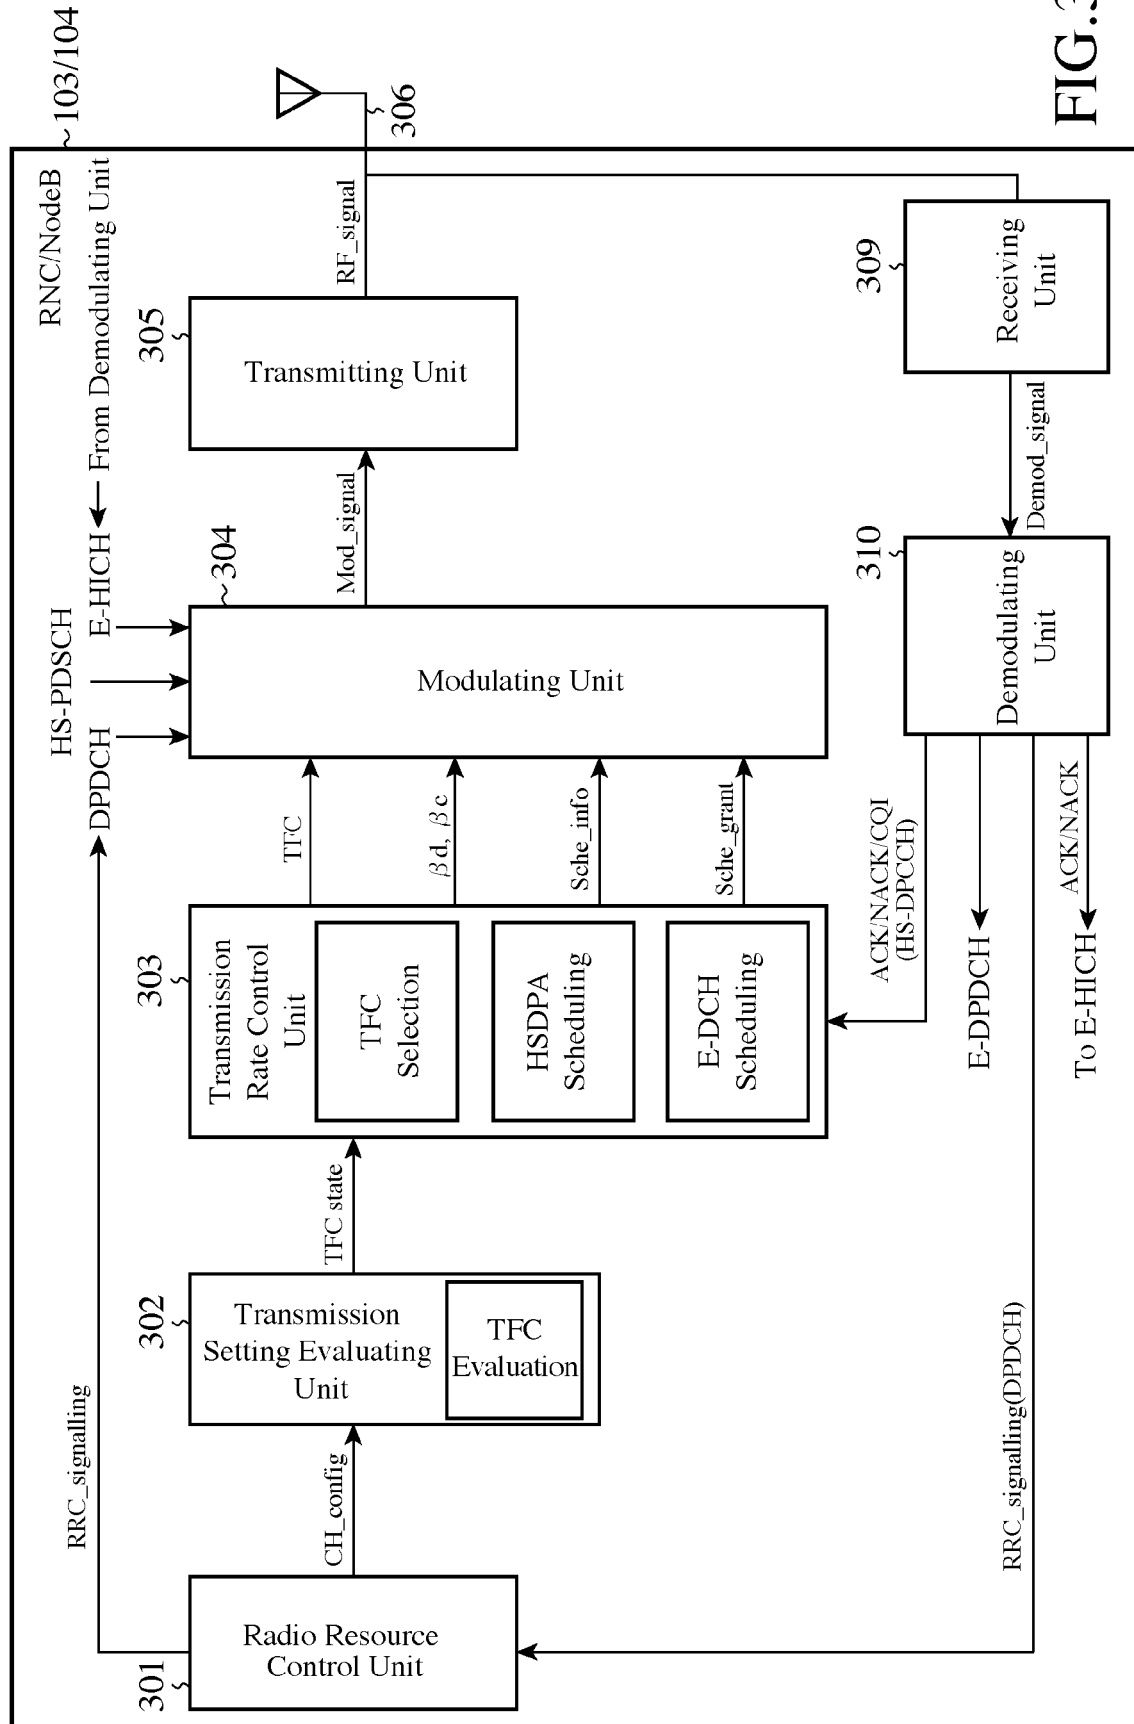 RNC/NodeB
103/104
HS-PDSCH
RRC_signalling
DPDCH
E-HICH
From Demodulating Unit
301
302
303
304
305
306
Radio Resource
Control Unit
CH_config
Transmission
Setting Evaluating
Unit
TFC
Evaluation
TFC state
Transmission
Rate Control
Unit
TFC
Selection
HSDPA
Scheduling
E-DCH
Scheduling
TFC
βd, βc
Sche_info
Sche_grant
Modulating Unit
Mod_signal
Transmitting Unit
RF_signal
ACK/NACK/CQI
(HS-DPCCH)
E-DPDCH
To E-HICH
ACK/NACK
RRC_signalling(DPDCH)
310
Demodulating
Unit
Demod_signal
309
Receiving
Unit
FIG.3